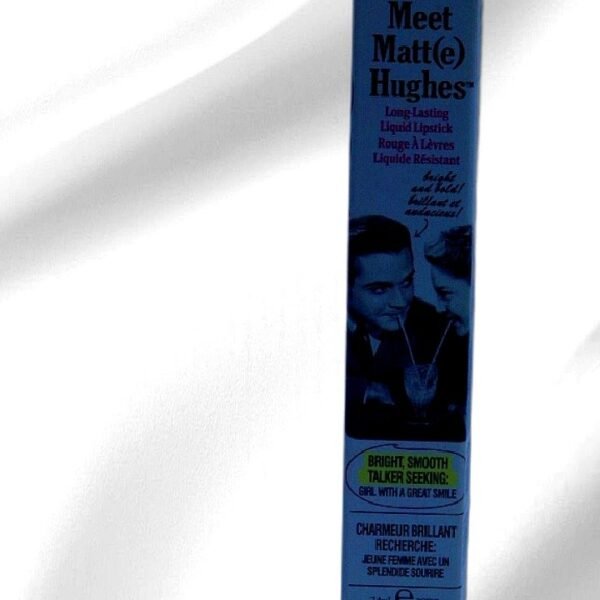 Meet
Matt(e)
Hughes™
Long-Lasting
Liquid Lipstick
Rouge À Lèvres
Liquide Résistant
bright
and bold!
brillant et
audacieux!
BRIGHT, SMOOTH
TALKER SEEKING:
GIRL WITH A GREAT SMILE
CHARMEUR BRILLANT
RECHERCHE:
JEUNE FEMME AVEC UN
SPLENDIDE SOURIRE